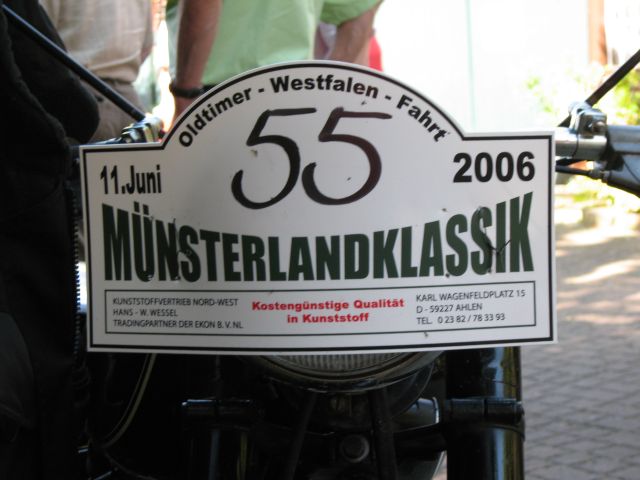 Oldtimer - Westfalen - Fahrt
55
11.Juni
2006
MÜNSTERLANDKLASSIK
KUNSTSTOFFVERTRIEB NORD-WEST
HANS - W. WESSEL
TRADINGPARTNER DER EKON B. V. NL
Kostengünstige Qualität
in Kunststoff
KARL WAGENFELDPLATZ 15
D - 59227 AHLEN
TEL. 0 23 82 / 78 33 93